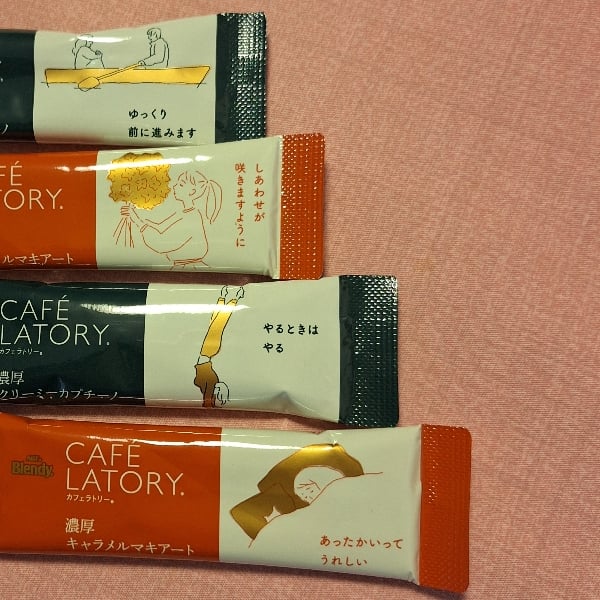 ゆっくり
前に進みます
ノ
FÉ
TORY.
ルマキアート
しあわせが
咲きますように
CAFÉ
LATORY.
カフェラトリー®
濃厚
クリーミーカプチーノ
やるときは
やる
Blendy
CAFÉ
LATORY.
カフェラトリー®
濃厚
キャラメルマキアート
あったかいって
うれしい